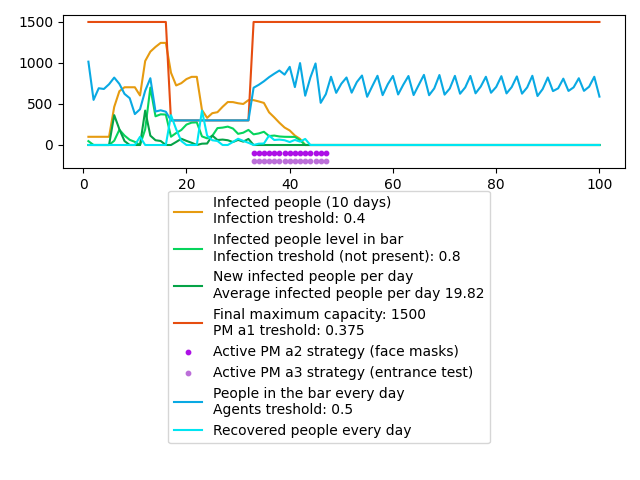 1500
1000
500
0
0 20 40 60 80 100
Infected people (10 days)
Infection treshold: 0.4
Infected people level in bar
Infection treshold (not present): 0.8
New infected people per day
Average infected people per day 19.82
Final maximum capacity: 1500
PM a1 treshold: 0.375
Active PM a2 strategy (face masks)
Active PM a3 strategy (entrance test)
People in the bar every day
Agents treshold: 0.5
Recovered people every day